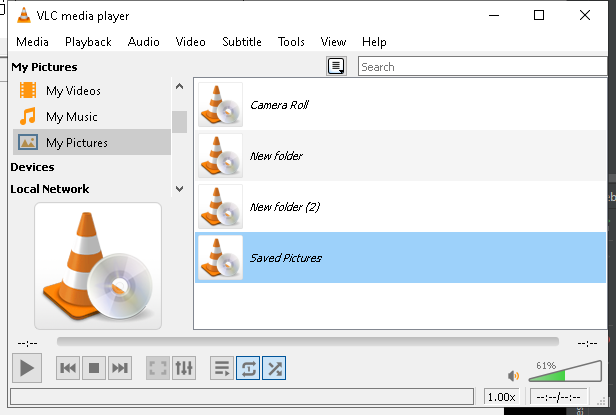 VLC media player
Media Playback Audio Video Subtitle Tools View Help
My Pictures
Search
My Videos
My Music
My Pictures
Devices
Local Network
Camera Roll
New folder
New folder (2)
Saved Pictures
--:--
--:--
61%
1.00x
--:--/--:--